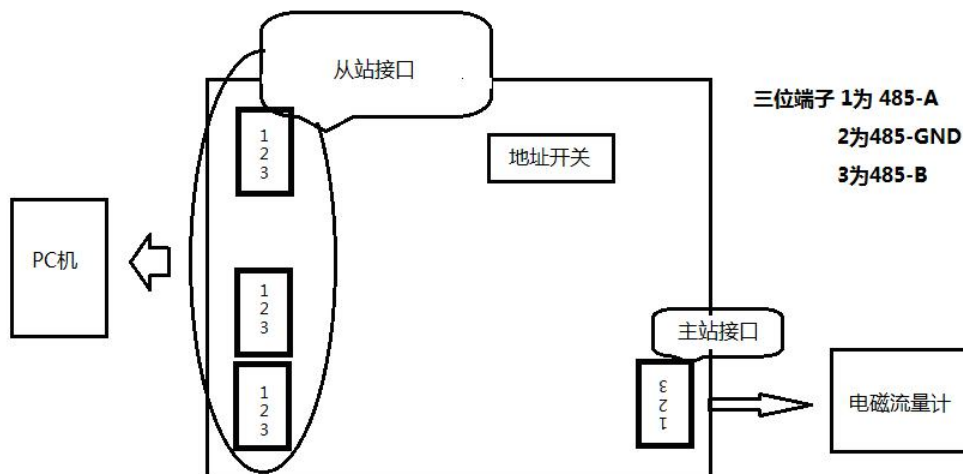 从站接口
三位端子 1为 485-A
2为485-GND
3为485-B
1
2
3
地址开关
PC机
1
2
3
主站接口
1
2
3
3 2 1
电磁流量计